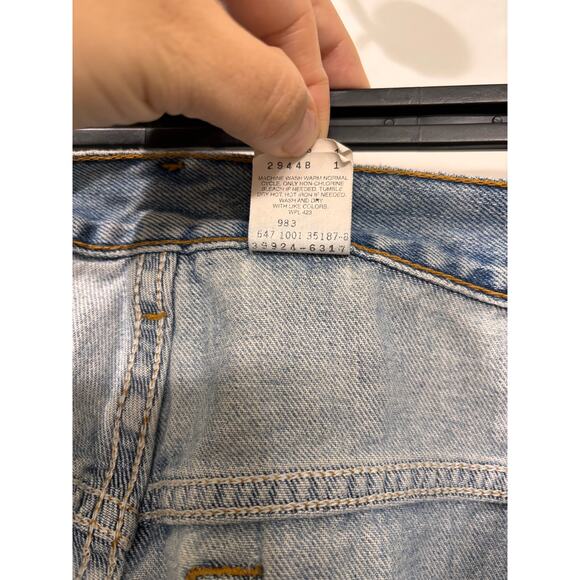 29448 1
MACHINE WASH WARM NORMAL
CYCLE, ONLY NON-CHLORINE
BLEACH IF NEEDED. TUMBLE
DRY HOT, HOT IRON IF NEEDED.
WASH AND DRY
WITH LIKE COLORS.
WPL 423
983
647 1001 35187-8
39924-6317